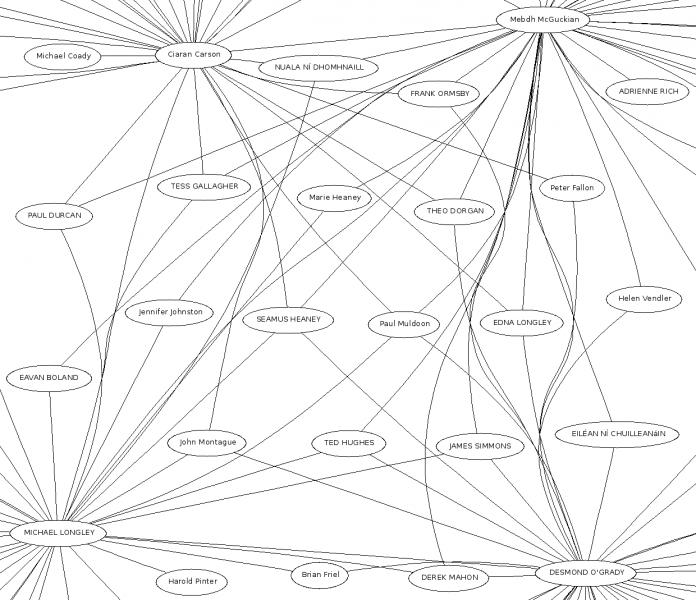 Mebdh McGuckian
Michael Coady
Ciaran Carson
NUALA NÍ DHOMHNAILL
FRANK ORMSBY
ADRIENNE RICH
TESS GALLAGHER
Peter Fallon
Marie Heaney
PAUL DURCAN
THEO DORGAN
Helen Vendler
Jennifer Johnston
SEAMUS HEANEY
Paul Muldoon
EDNA LONGLEY
EAVAN BOLAND
John Montague
TED HUGHES
JAMES SIMMONS
EILÉAN NÍ CHUILLEANáIN
MICHAEL LONGLEY
Harold Pinter
Brian Friel
DEREK MAHON
DESMOND O'GRADY